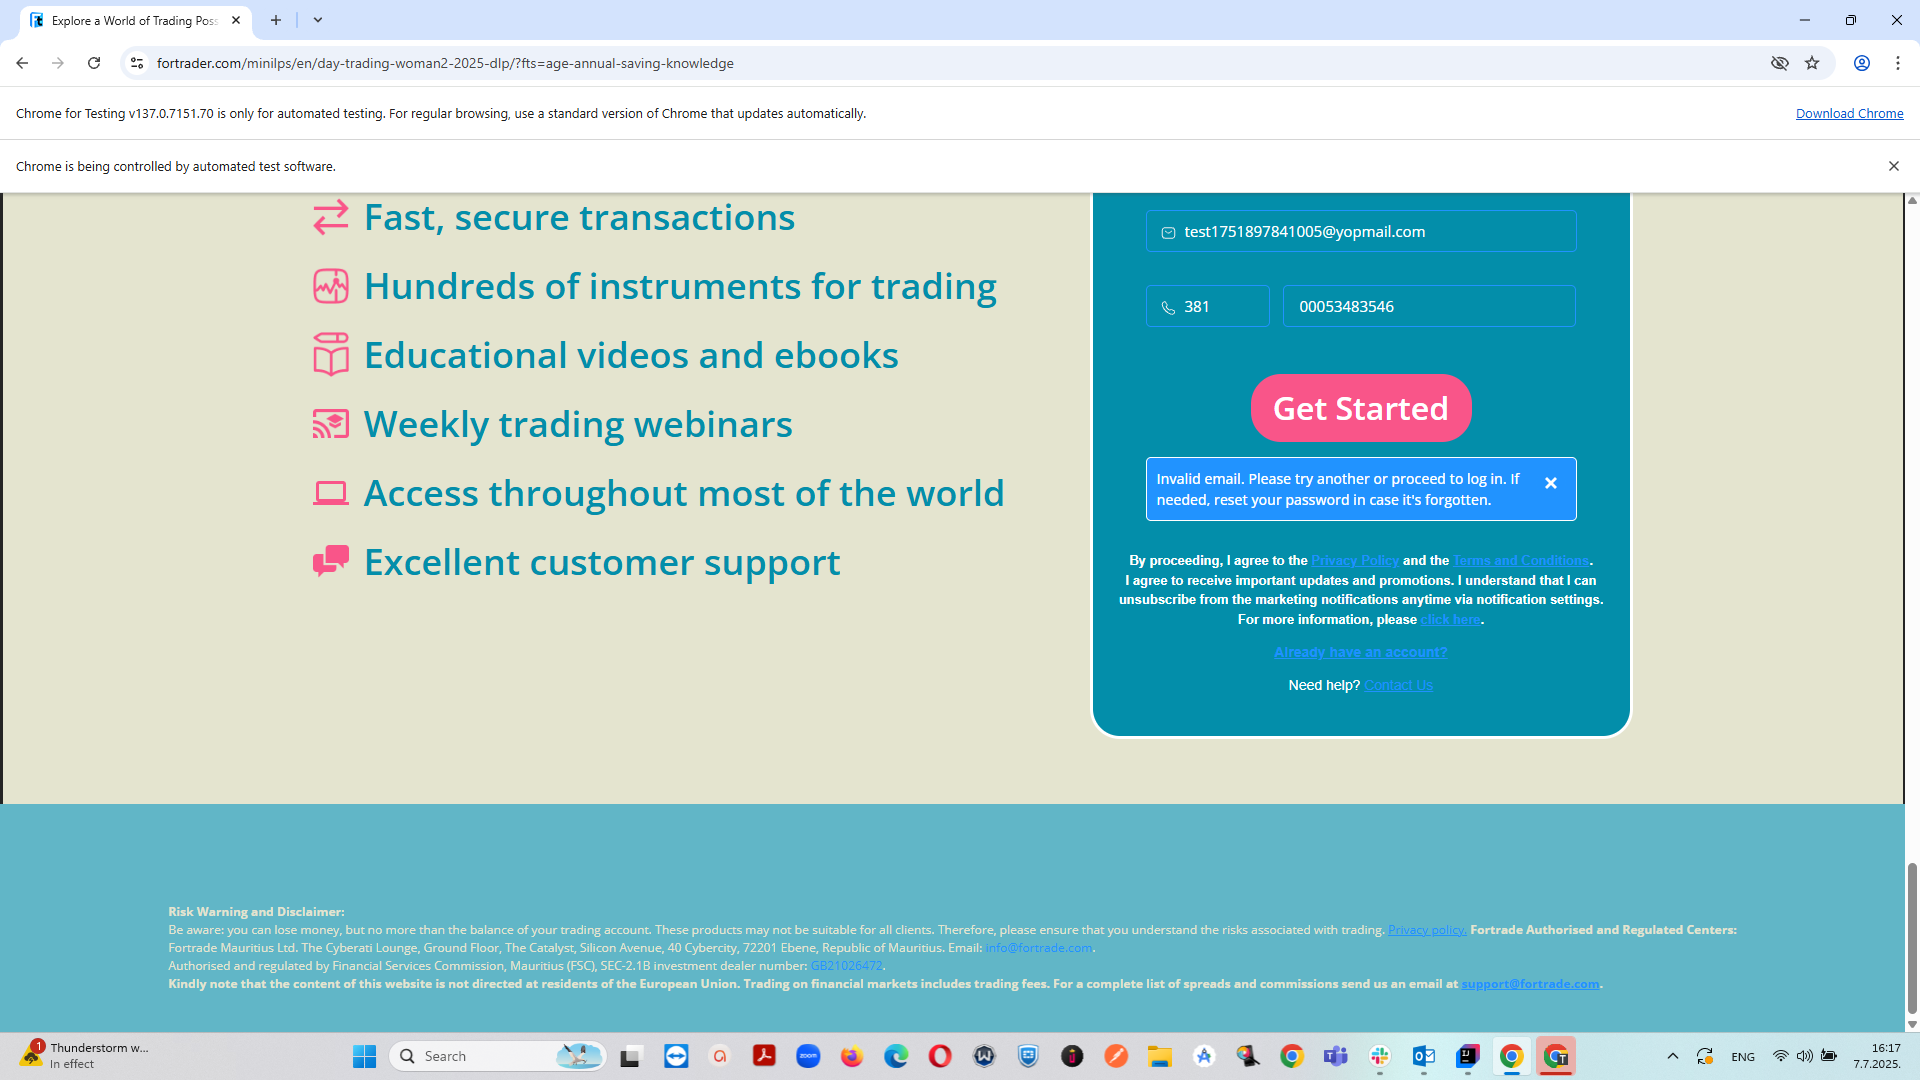 Explore a World of Trading Poss
fortrader.com/minilps/en/day-trading-woman2-2025-dlp/?fts=age-annual-saving-knowledge
Chrome for Testing v137.0.7151.70 is only for automated testing. For regular browsing, use a standard version of Chrome that updates automatically.
Download Chrome
Chrome is being controlled by automated test software.
Fast, secure transactions
Hundreds of instruments for trading
Educational videos and ebooks
Weekly trading webinars
Access throughout most of the world
Excellent customer support
test1751897841005@yopmail.com
381
00053483546
Get Started
Invalid email. Please try another or proceed to log in. If
needed, reset your password in case it's forgotten.
By proceeding, I agree to the Privacy Policy and the Terms and Conditions.
I agree to receive important updates and promotions. I understand that I can
unsubscribe from the marketing notifications anytime via notification settings.
For more information, please click here.
Already have an account?
Need help? Contact Us
Risk Warning and Disclaimer:
Be aware: you can lose money, but no more than the balance of your trading account. These products may not be suitable for all clients. Therefore, please ensure that you understand the risks associated with trading. Privacy policy. Fortrade Authorised and Regulated Centers:
Fortrade Mauritius Ltd. The Cyberati Lounge, Ground Floor, The Catalyst, Silicon Avenue, 40 Cybercity, 72201 Ebene, Republic of Mauritius. Email: info@fortrade.com.
Authorised and regulated by Financial Services Commission, Mauritius (FSC), SEC-2.1B investment dealer number: GB21026472.
Kindly note that the content of this website is not directed at residents of the European Union. Trading on financial markets includes trading fees. For a complete list of spreads and commissions send us an email at support@fortrade.com.
1
Thunderstorm w...
In effect
Search
zoom
ENG
16:17
7.7.2025.